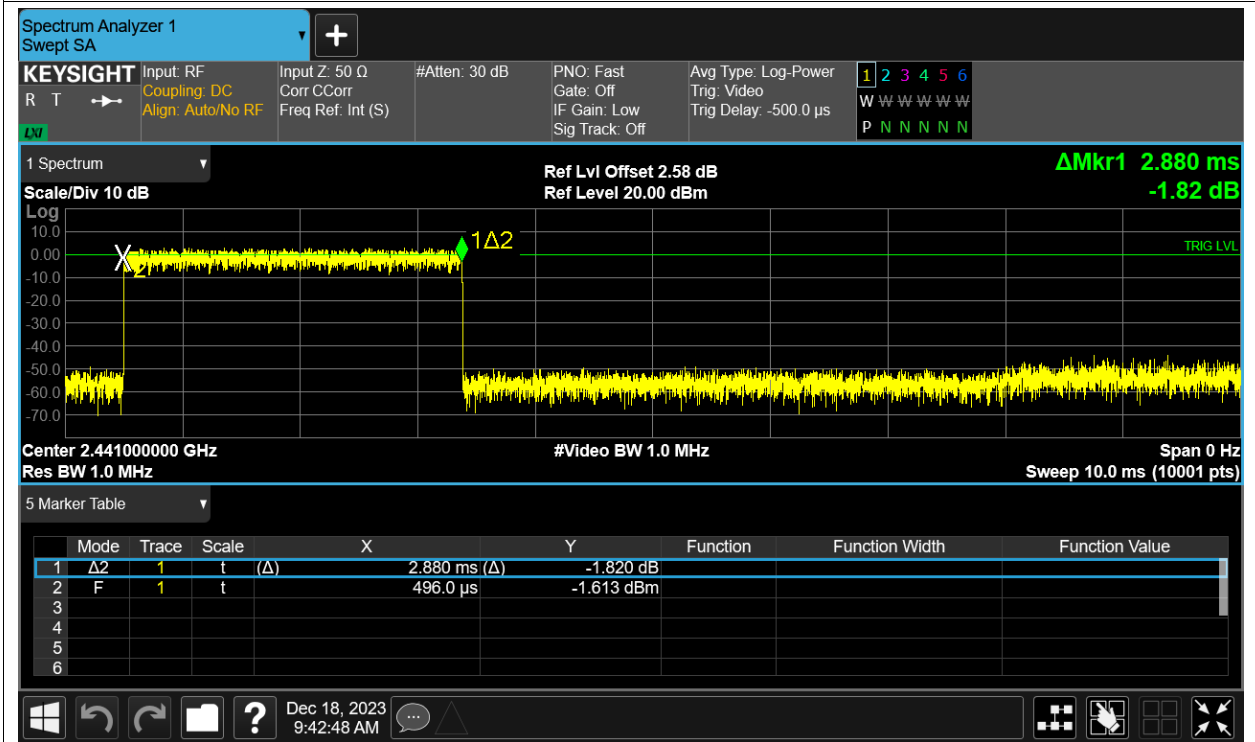 Spectrum Analyzer 1
Swept SA
KEYSIGHT Input: RF Input Z: 50 Ω #Atten: 30 dB PNO: Fast Avg Type: Log-Power 1 2 3 4 5 6
R T Coupling: DC Corr CCorr Gate: Off Trig: Video W W W W W W
Align: Auto/No RF Freq Ref: Int (S) IF Gain: Low Trig Delay: -500.0 µs
LXI Sig Track: Off P N N N N N
1 Spectrum Ref Lvl Offset 2.58 dB ΔMkr1 2.880 ms
Scale/Div 10 dB Ref Level 20.00 dBm -1.82 dB
Log
10.0
1Δ2
0.00 X TRIG LVL
2
-10.0
-20.0
-30.0
-40.0
-50.0
-60.0
-70.0
Center 2.441000000 GHz #Video BW 1.0 MHz Span 0 Hz
Res BW 1.0 MHz Sweep 10.0 ms (10001 pts)
5 Marker Table
Mode Trace Scale X Y Function Function Width Function Value
1 Δ2 1 t (Δ) 2.880 ms (Δ) -1.820 dB
2 F 1 t 496.0 µs -1.613 dBm
3
4
5
6
? Dec 18, 2023
9:42:48 AM